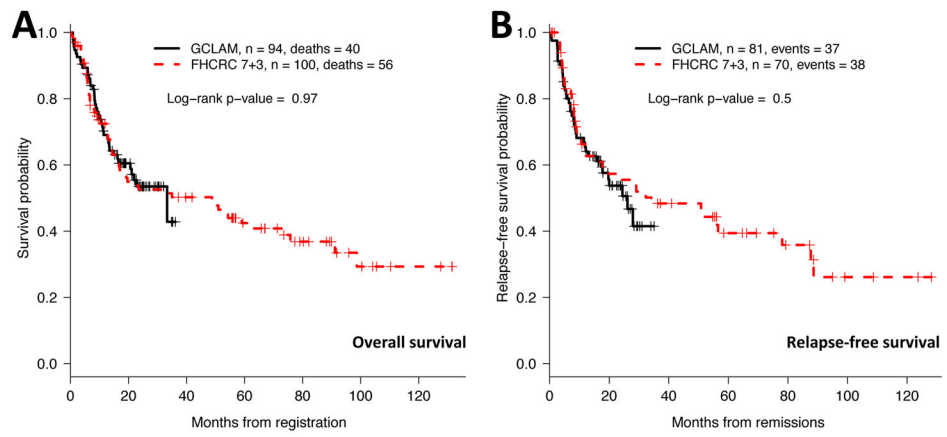 A
GCLAM, n = 94, deaths = 40
FHCRC 7+3, n = 100, deaths = 56
Log−rank p−value = 0.97
Survival probability
1.0
0.8
0.6
0.4
0.2
0.0
Overall survival
0 20 40 60 80 100 120
Months from registration
B
GCLAM, n = 81, events = 37
FHCRC 7+3, n = 70, events = 38
Log−rank p−value = 0.5
Relapse−free survival probability
1.0
0.8
0.6
0.4
0.2
0.0
Relapse-free survival
0 20 40 60 80 100 120
Months from remissions